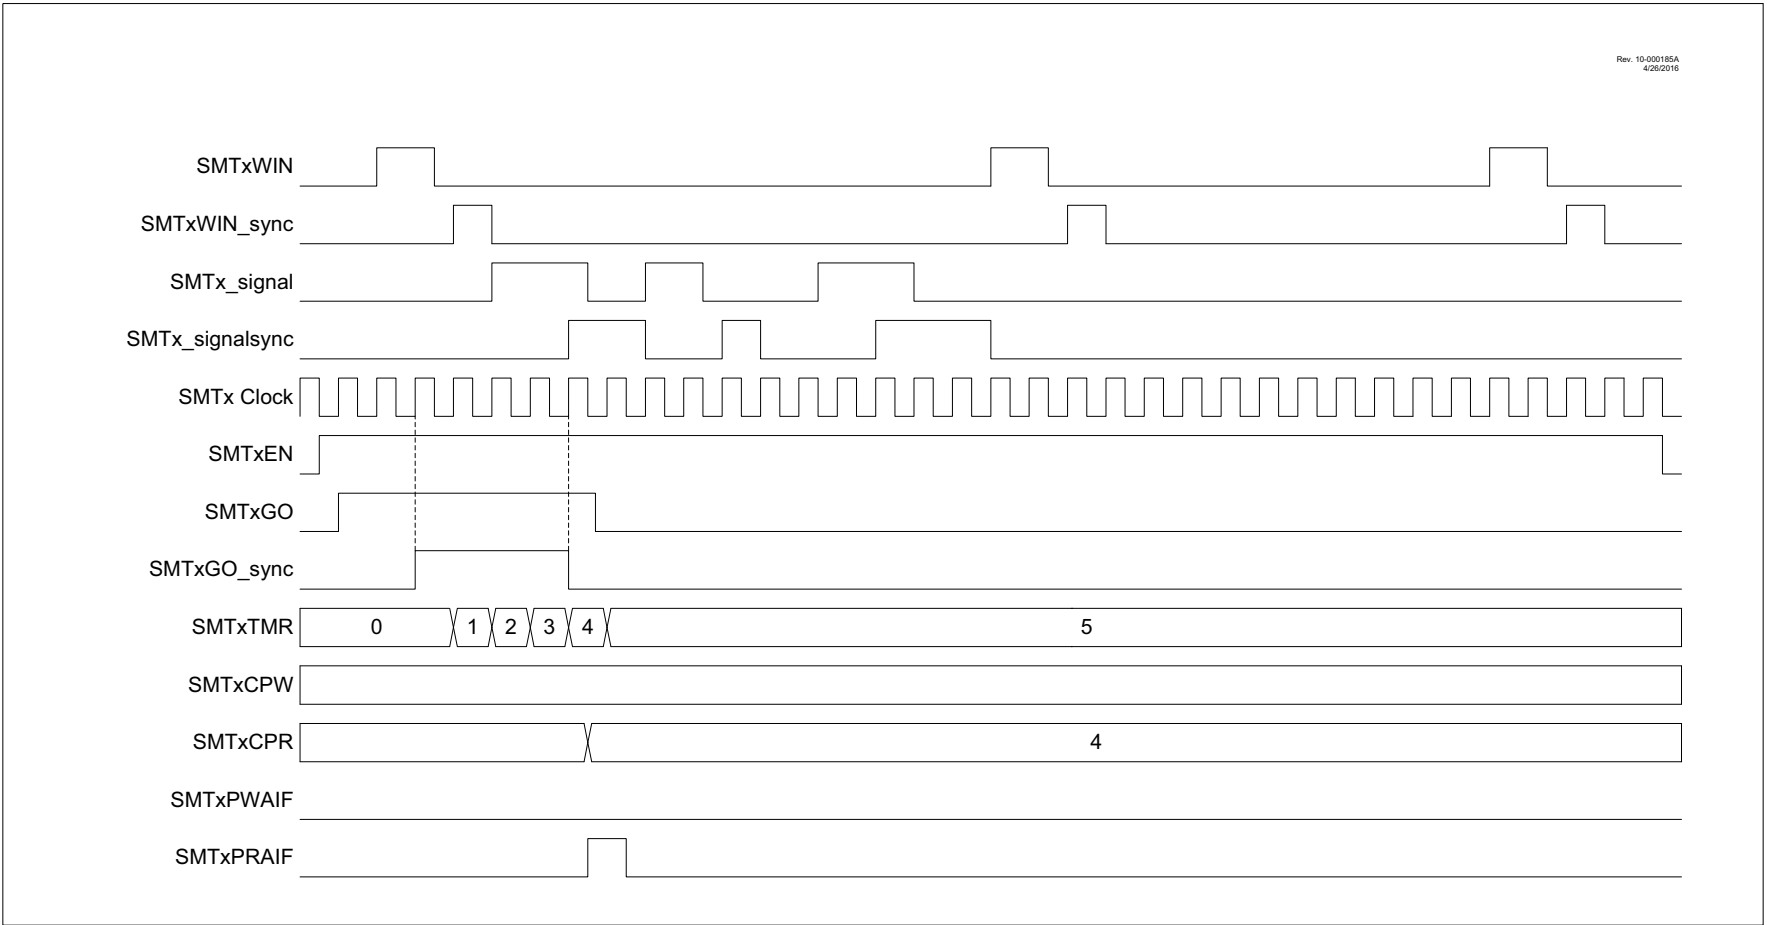 Rev. 10-000185A
4/26/2016
SMTxWIN
SMTxWIN_sync
SMTx_signal
SMTx_signalsync
SMTx Clock
SMTxEN
SMTxGO
SMTxGO_sync
SMTxTMR 0 1 2 3 4 5
SMTxCPW
SMTxCPR 4
SMTxPWAIF
SMTxPRAIF